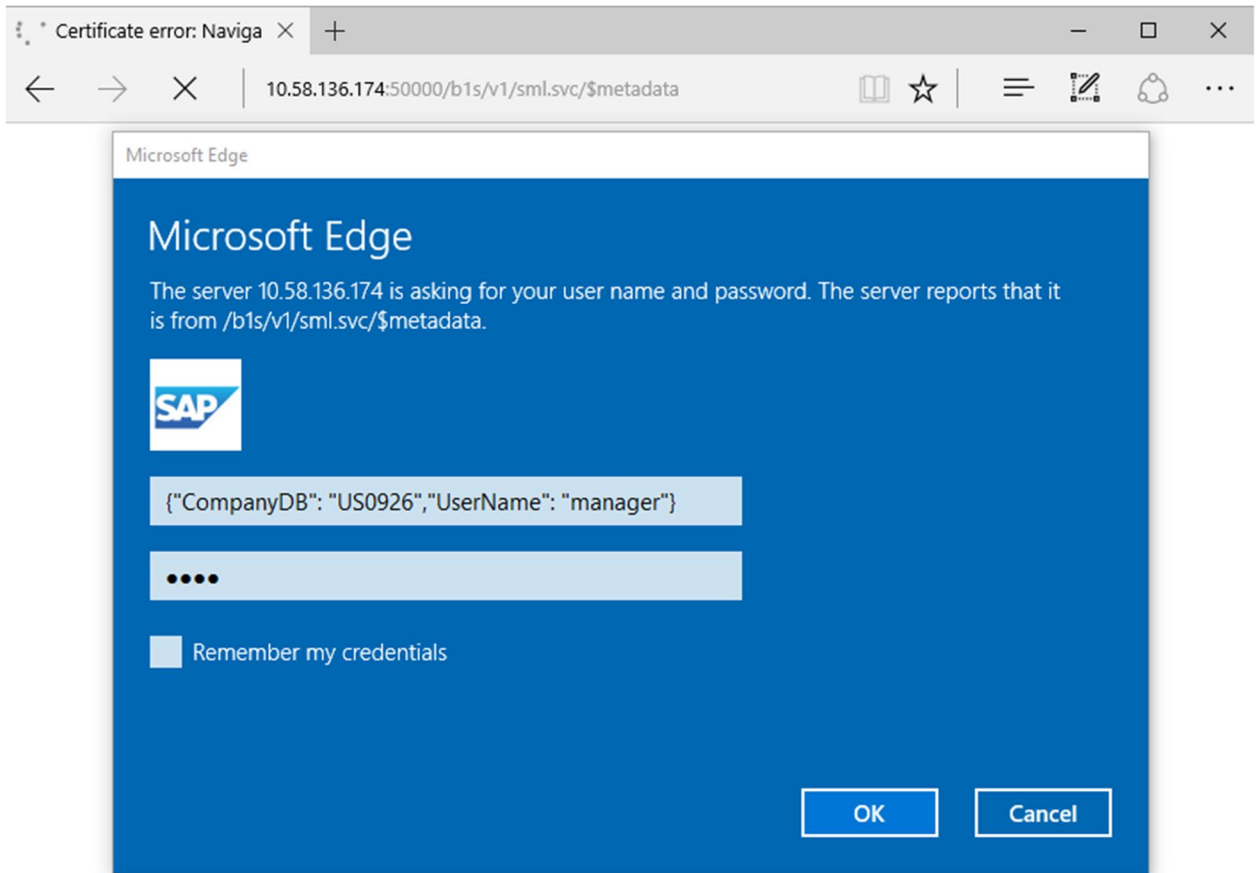 Certificate error: Naviga
10.58.136.174:50000/b1s/v1/sml.svc/$metadata
Microsoft Edge
Microsoft Edge
The server 10.58.136.174 is asking for your user name and password. The server reports that it
is from /b1s/v1/sml.svc/$metadata.
SAP
{"CompanyDB": "US0926","UserName": "manager"}
••••
Remember my credentials
OK Cancel